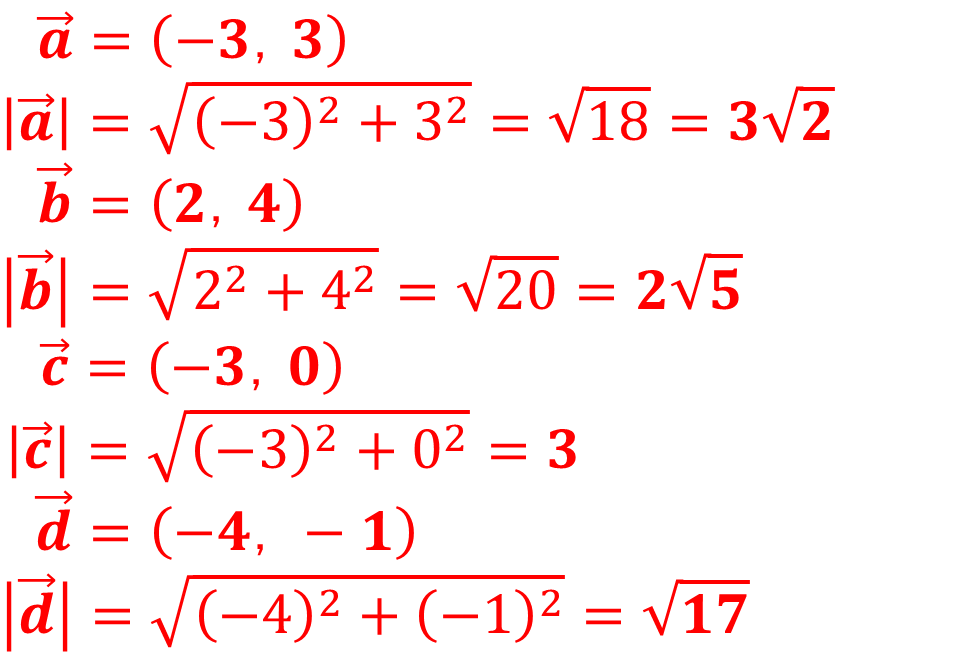 a⃗ = (−3, 3)
|a⃗| = √((−3)² + 3²) = √18 = 3√2
b⃗ = (2, 4)
|b⃗| = √(2² + 4²) = √20 = 2√5
c⃗ = (−3, 0)
|c⃗| = √((−3)² + 0²) = 3
d⃗ = (−4, −1)
|d⃗| = √((−4)² + (−1)²) = √17